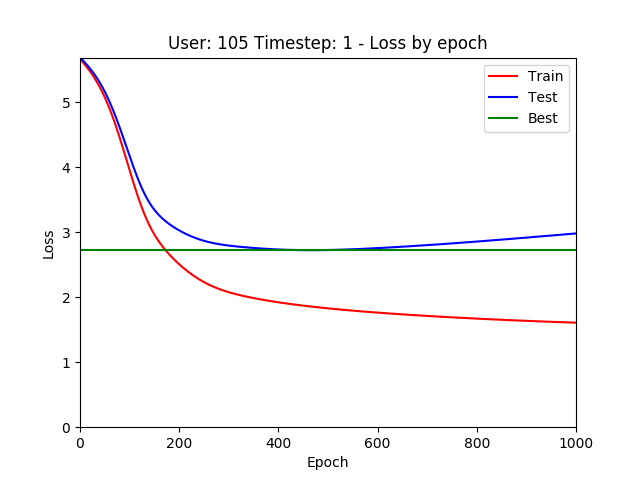 User: 105 Timestep: 1 - Loss by epoch
Train
Test
Best
Loss
5
4
3
2
1
0
0 200 400 600 800 1000
Epoch